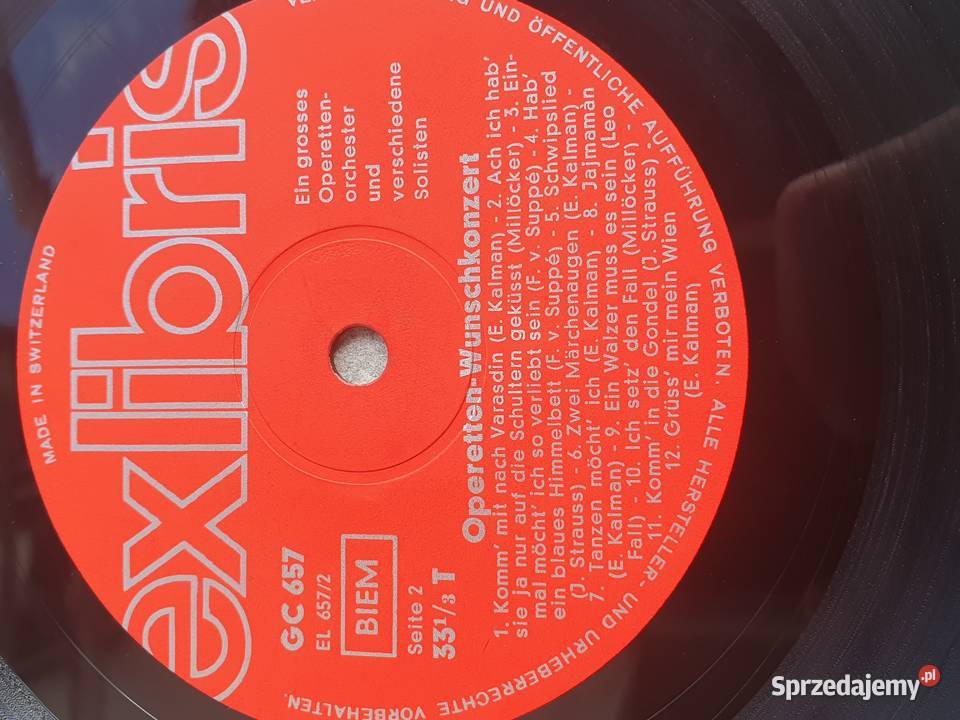 MADE IN SWITZERLAND
exlibris
GC 657
EL 657/2
BIEM
Seite 2
33 1/3 T
Ein grosses
Operetten-
orchester
und
verschiedene
Solisten
Operetten-Wunschkonzert
1. Komm' mit nach Varasdin (E. Kalman) - 2. Ach ich hab'
sie ja nur auf die Schultern geküsst (Millöcker) - 3. Ein-
mal möcht' ich so verliebt sein (F. v. Suppé) - 4. Hab'
ein blaues Himmelbett (F. v. Suppé) - 5. Schwipslied
(J. Strauss) - 6. Zwei Märchenaugen (E. Kalman) -
7. Tanzen möcht' ich (E. Kalman) - 8. Jajmamàn
(E. Kalman) - 9. Ein Walzer muss es sein (Leo
Fall) - 10. Ich setz' den Fall (Millöcker) -
11. Komm' in die Gondel (J. Strauss) -
12. Grüss' mir mein Wien
(E. Kalman)
UND ÖFFENTLICHE AUFFÜHRUNG VERBOTEN. ALLE HERSTELLER- UND URHEBERRECHTE VORBEHALTEN.
Sprzedajemy.pl